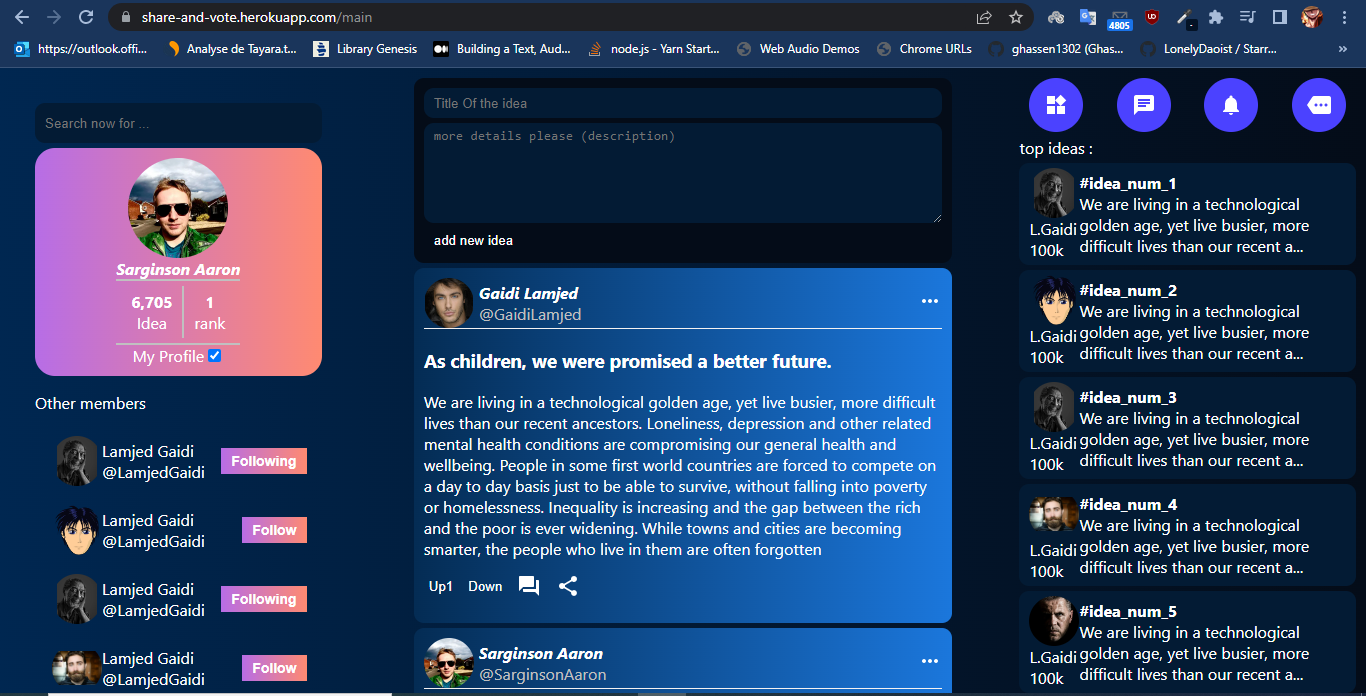 share-and-vote.herokuapp.com/main
4805
https://outlook.offi...
Analyse de Tayara.t...
Library Genesis
Building a Text, Aud...
node.js - Yarn Start...
Web Audio Demos
Chrome URLs
ghassen1302 (Ghas...
LonelyDaoist / Starr...
»
Search now for ...
Sarginson Aaron
6,705
Idea
1
rank
My Profile
Other members
Lamjed Gaidi
@LamjedGaidi
Following
Lamjed Gaidi
@LamjedGaidi
Follow
Lamjed Gaidi
@LamjedGaidi
Following
Lamjed Gaidi
@LamjedGaidi
Follow
Title Of the idea
more details please (description)
add new idea
Gaidi Lamjed
@GaidiLamjed
As children, we were promised a better future.
We are living in a technological golden age, yet live busier, more difficult
lives than our recent ancestors. Loneliness, depression and other related
mental health conditions are compromising our general health and
wellbeing. People in some first world countries are forced to compete on
a day to day basis just to be able to survive, without falling into poverty
or homelessness. Inequality is increasing and the gap between the rich
and the poor is ever widening. While towns and cities are becoming
smarter, the people who live in them are often forgotten
Up1 Down
Sarginson Aaron
@SarginsonAaron
top ideas :
#idea_num_1
We are living in a technological
golden age, yet live busier, more
difficult lives than our recent a...
L.Gaidi
100k
#idea_num_2
We are living in a technological
golden age, yet live busier, more
difficult lives than our recent a...
L.Gaidi
100k
#idea_num_3
We are living in a technological
golden age, yet live busier, more
difficult lives than our recent a...
L.Gaidi
100k
#idea_num_4
We are living in a technological
golden age, yet live busier, more
difficult lives than our recent a...
L.Gaidi
100k
#idea_num_5
We are living in a technological
golden age, yet live busier, more
difficult lives than our recent a...
L.Gaidi
100k